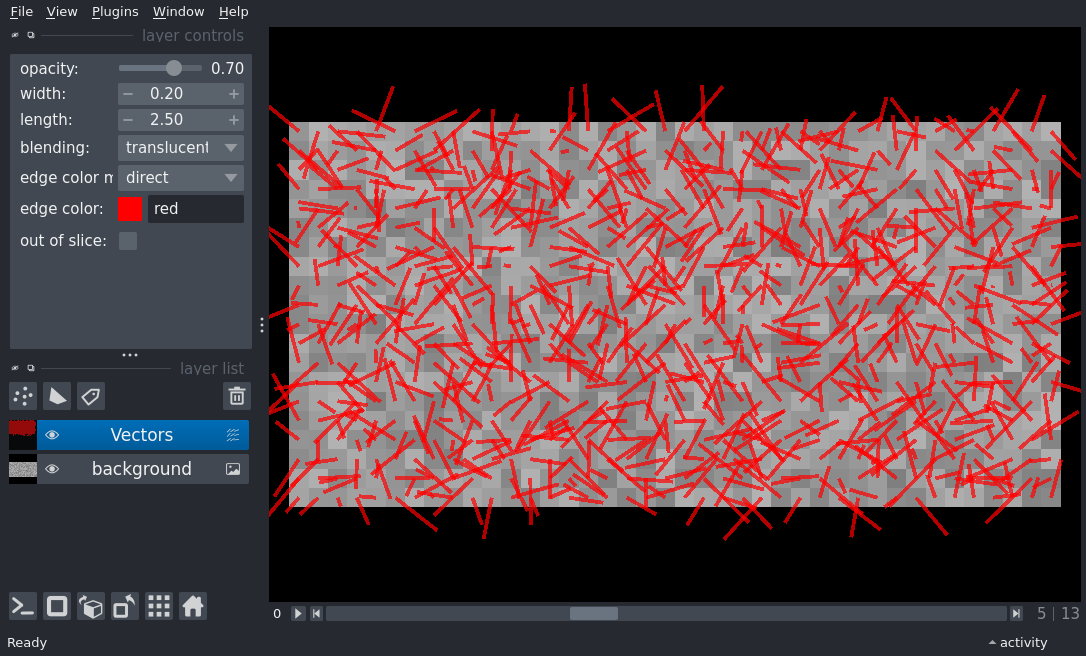 File View Plugins Window Help
layer controls
opacity: 0.70
width: 0.20
length: 2.50
blending: translucent
edge color m direct
edge color: red
out of slice:
layer list
Vectors
background
0 5 | 13
Ready activity